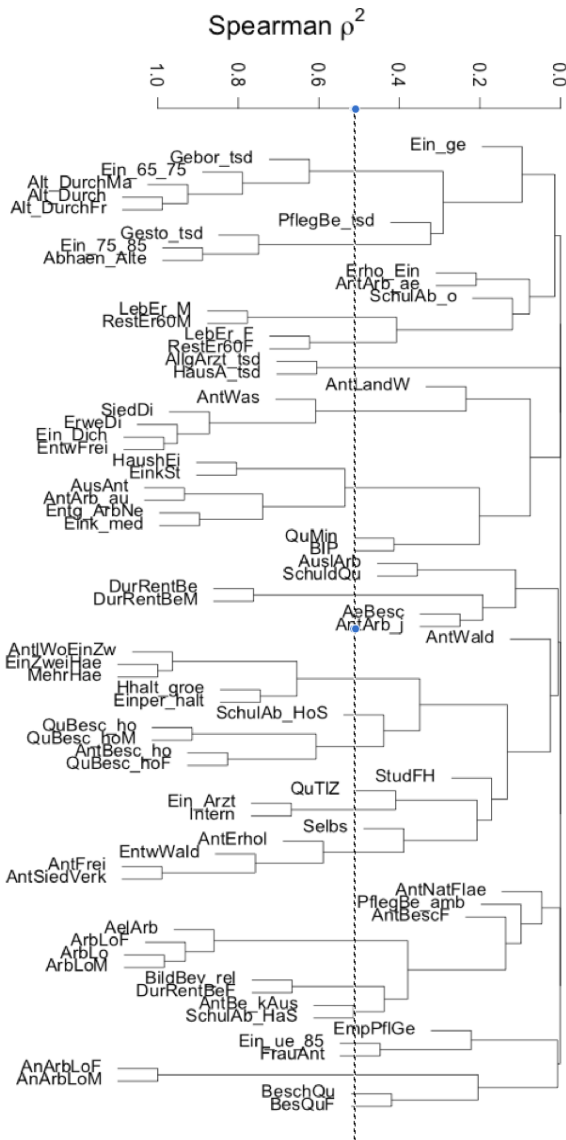 Spearman ρ²
1.0 0.8 0.6 0.4 0.2 0.0
Ein_ge
Gebor_tsd
Ein_65_75
Alt_DurchMa
Alt_Durch
Alt_DurchFr
PflegBe_tsd
Gesto_tsd
Ein_75_85
Abhaen_Alte
Erho_Ein
AntArb_ae
SchulAb_o
LebEr_M
RestEr60M
LebEr_F
RestEr60F
AllgArzt_tsd
HausA_tsd
AntLandW
AntWas
SiedDi
ErweDi
Ein_Dich
EntwFrei
HaushEi
EinkSt
AusAnt
AntArb_au
Entg_ArbNe
Eink_med
QuMin
BIP
AuslArb
SchuldQu
DurRentBe
DurRentBeM
AeBesc
AntArb_j
AntWald
AntlWoEinZw
EinZweiHae
MehrHae
Hhalt_groe
Einper_halt
SchulAb_HoS
QuBesc_ho
QuBesc_hoM
AntBesc_ho
QuBesc_hoF
StudFH
QuTIZ
Ein_Arzt
Intern
Selbs
AntErhol
EntwWald
AntFrei
AntSiedVerk
AntNatFlae
PflegBe_amb
AntBescF
AelArb
ArbLoF
ArbLo
ArbLoM
BildBev_rel
DurRentBeF
AntBe_kAus
SchulAb_HaS
EmpPflGe
Ein_ue_85
FrauAnt
AnArbLoF
AnArbLoM
BeschQu
BesQuF